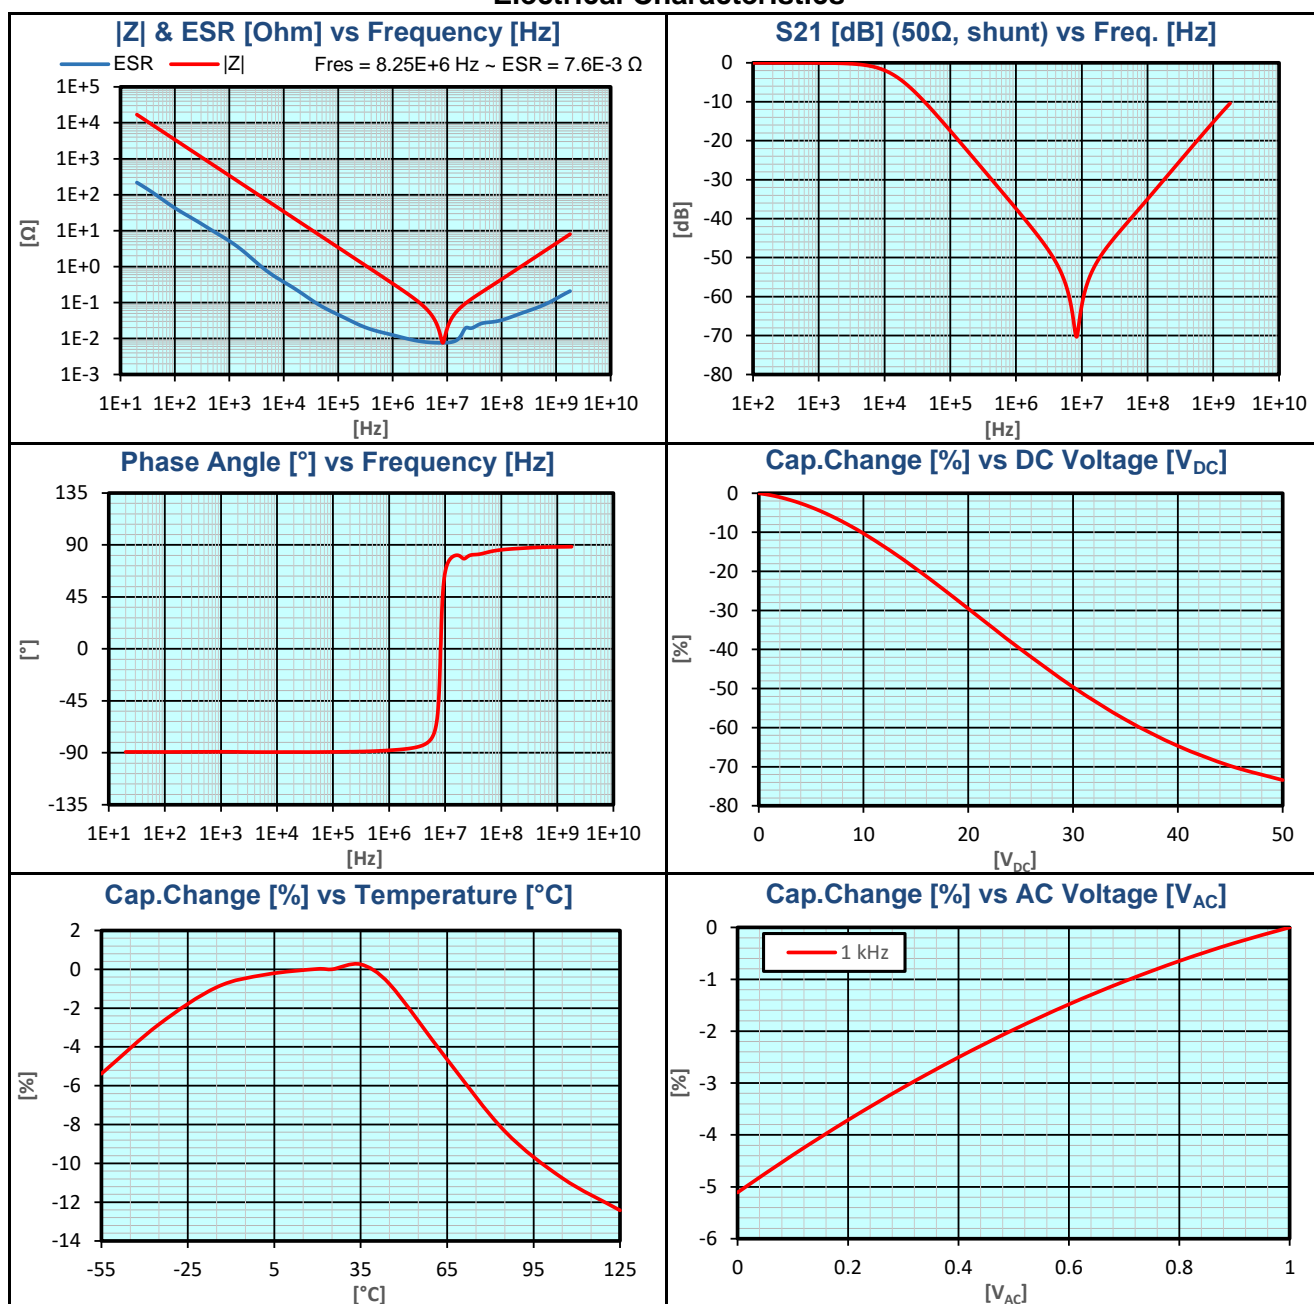 Electrical Characteristics
|Z| & ESR [Ohm] vs Frequency [Hz]
ESR |Z| Fres = 8.25E+6 Hz ~ ESR = 7.6E-3 Ω
1E+5
1E+4
1E+3
1E+2
1E+1
1E+0
1E-1
1E-2
1E-3
[Ω]
1E+1 1E+2 1E+3 1E+4 1E+5 1E+6 1E+7 1E+8 1E+9 1E+10
[Hz]
S21 [dB] (50Ω, shunt) vs Freq. [Hz]
0
-10
-20
-30
-40
-50
-60
-70
-80
[dB]
1E+2 1E+3 1E+4 1E+5 1E+6 1E+7 1E+8 1E+9 1E+10
[Hz]
Phase Angle [°] vs Frequency [Hz]
135
90
45
0
-45
-90
-135
[°]
1E+1 1E+2 1E+3 1E+4 1E+5 1E+6 1E+7 1E+8 1E+9 1E+10
[Hz]
Cap.Change [%] vs DC Voltage [VDC]
0
-10
-20
-30
-40
-50
-60
-70
-80
[%]
0 10 20 30 40 50
[VDC]
Cap.Change [%] vs Temperature [°C]
2
0
-2
-4
-6
-8
-10
-12
-14
[%]
-55 -25 5 35 65 95 125
[°C]
Cap.Change [%] vs AC Voltage [VAC]
1 kHz
0
-1
-2
-3
-4
-5
-6
[%]
0 0.2 0.4 0.6 0.8 1
[VAC]